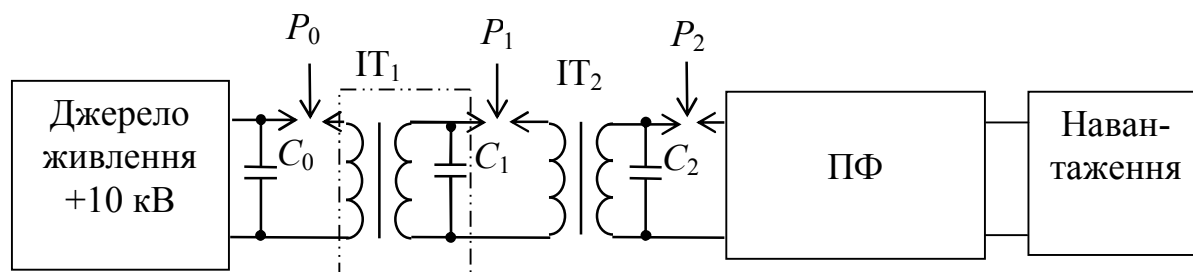 P0
P1
P2
IT1
IT2
Джерело
живлення
+10 кВ
C0
C1
C2
ПФ
Наван-
таження